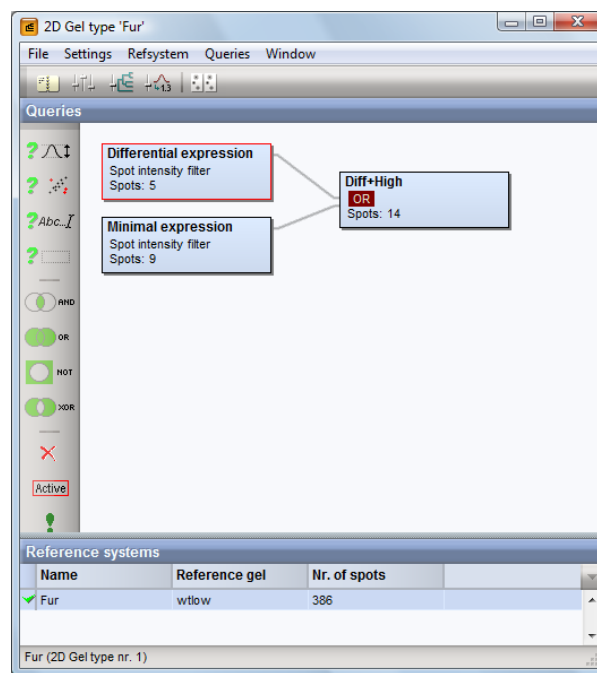 2D Gel type 'Fur'
File Settings Refsystem Queries Window
Queries
Differential expression
Spot intensity filter
Spots: 5
Diff+High
OR
Spots: 14
Minimal expression
Spot intensity filter
Spots: 9
Abc...I
AND
OR
NOT
XOR
Active
Reference systems
Name Reference gel Nr. of spots
Fur wtlow 386
Fur (2D Gel type nr. 1)